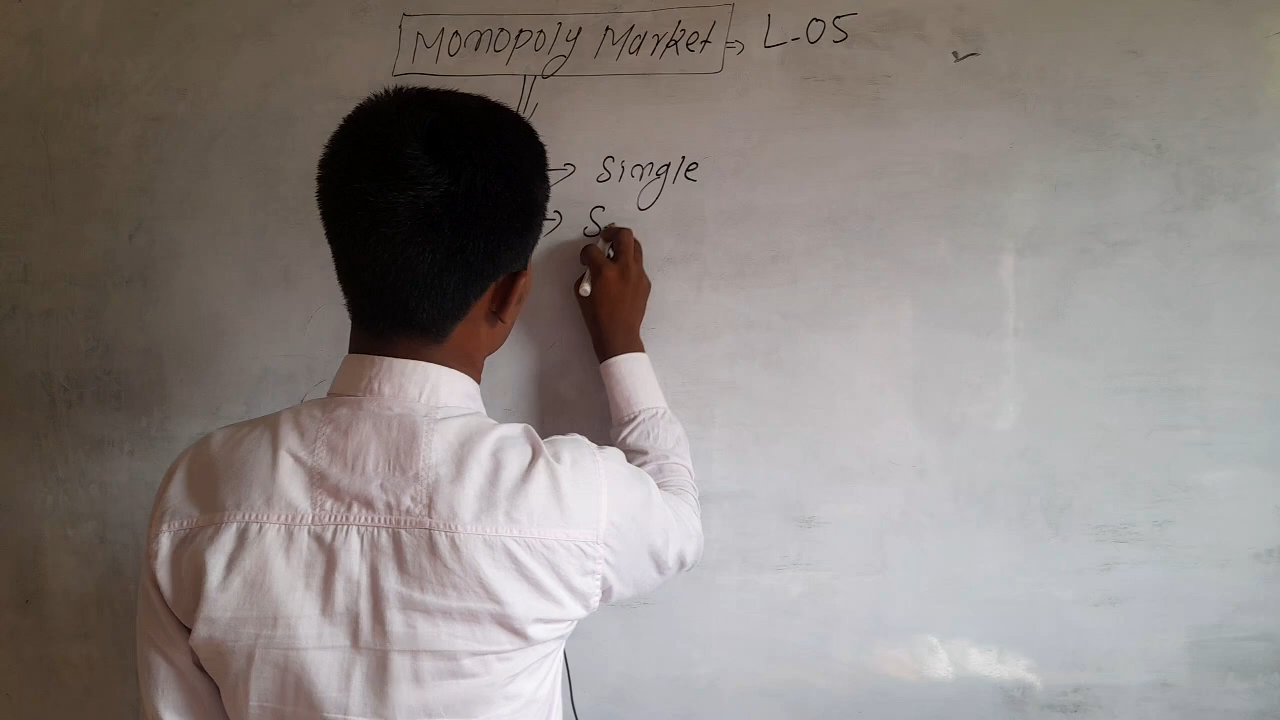 Monopoly Market → L-05
→ Single
→ S